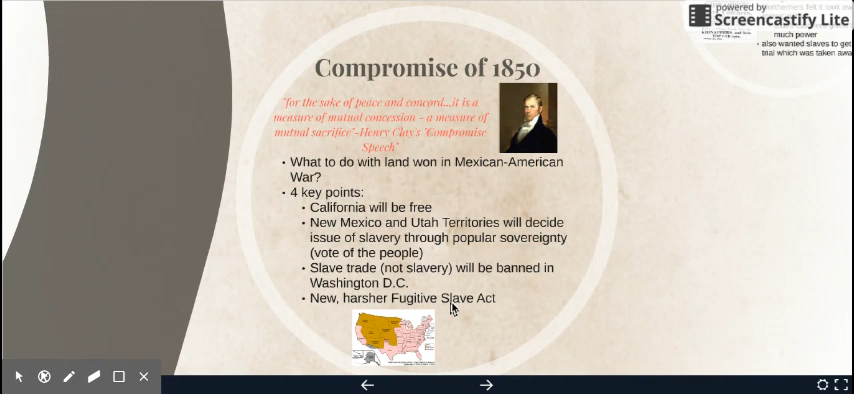 powered by
Screencastify Lite
much power
• also wanted slaves to get
trial which was taken awa
Compromise of 1850
"for the sake of peace and concord...it is a
measure of mutual concession - a measure of
mutual sacrifice"-Henry Clay's "Compromise
Speech"
• What to do with land won in Mexican-American
War?
• 4 key points:
• California will be free
• New Mexico and Utah Territories will decide
issue of slavery through popular sovereignty
(vote of the people)
• Slave trade (not slavery) will be banned in
Washington D.C.
• New, harsher Fugitive Slave Act